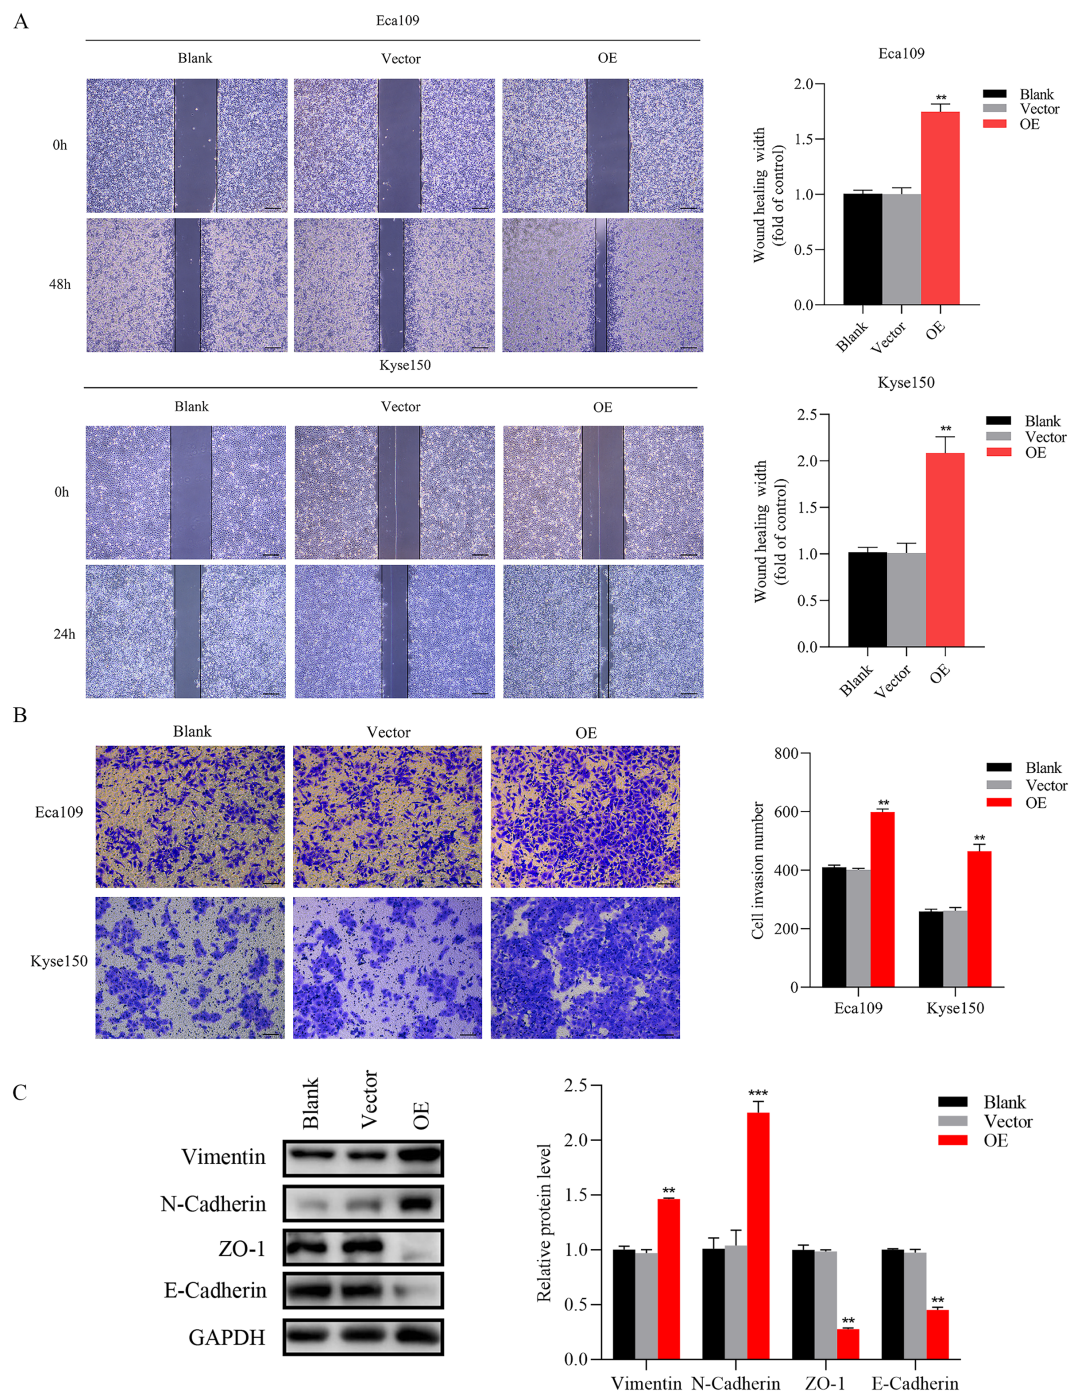 A
Eca109
Blank Vector OE
0h
48h
Eca109
2.0
1.5
1.0
0.5
0.0
Wound healing width
(fold of control)
**
Blank
Vector
OE
Blank Vector OE
Kyse150
Blank Vector OE
0h
24h
Kyse150
2.5
2.0
1.5
1.0
0.5
0.0
Wound healing width
(fold of control)
**
Blank
Vector
OE
Blank Vector OE
B
Blank Vector OE
Eca109
Kyse150
800
600
400
200
0
Cell invasion number
** **
Blank
Vector
OE
Eca109 Kyse150
C
Blank Vector OE
Vimentin
N-Cadherin
ZO-1
E-Cadherin
GAPDH
2.5
2.0
1.5
1.0
0.5
0.0
Relative protein level
** *** ** **
Blank
Vector
OE
Vimentin N-Cadherin ZO-1 E-Cadherin